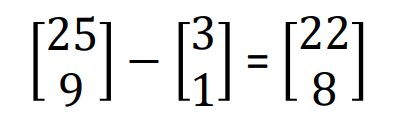 [25 9] − [3 1] = [22 8]